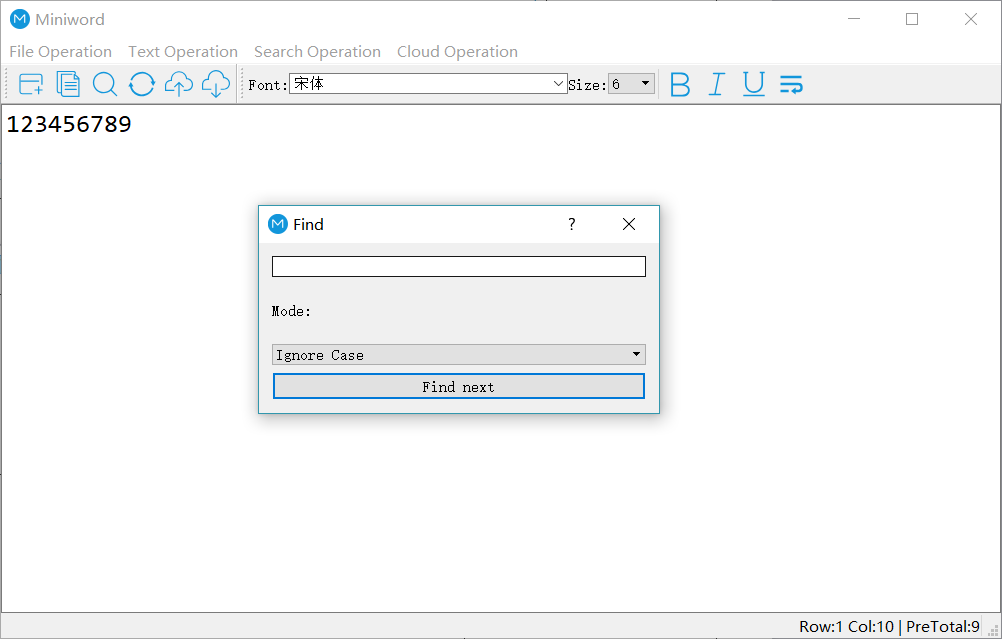 Miniword
File Operation Text Operation Search Operation Cloud Operation
Font: 宋体 Size: 6 B I U
123456789
Find ?
Mode:
Ignore Case
Find next
Row:1 Col:10 | PreTotal:9